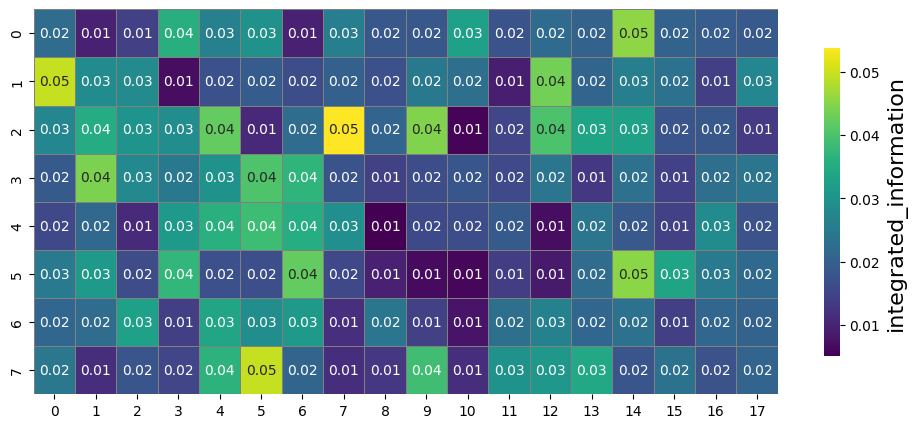 0 0.02 0.01 0.01 0.04 0.03 0.03 0.01 0.03 0.02 0.02 0.03 0.02 0.02 0.02 0.05 0.02 0.02 0.02
1 0.05 0.03 0.03 0.01 0.02 0.02 0.02 0.02 0.02 0.02 0.02 0.01 0.04 0.02 0.03 0.02 0.01 0.03
2 0.03 0.04 0.03 0.03 0.04 0.01 0.02 0.05 0.02 0.04 0.01 0.02 0.04 0.03 0.03 0.02 0.02 0.01
3 0.02 0.04 0.03 0.02 0.03 0.04 0.04 0.02 0.01 0.02 0.02 0.02 0.02 0.01 0.02 0.01 0.02 0.02
4 0.02 0.02 0.01 0.03 0.04 0.04 0.04 0.03 0.01 0.02 0.02 0.02 0.01 0.02 0.02 0.01 0.03 0.02
5 0.03 0.03 0.02 0.04 0.02 0.02 0.04 0.02 0.01 0.01 0.01 0.01 0.01 0.02 0.05 0.03 0.03 0.02
6 0.02 0.02 0.03 0.01 0.03 0.03 0.03 0.01 0.02 0.01 0.01 0.02 0.03 0.02 0.02 0.01 0.02 0.02
7 0.02 0.01 0.02 0.02 0.04 0.05 0.02 0.01 0.01 0.04 0.01 0.03 0.03 0.03 0.02 0.02 0.02 0.02
0 1 2 3 4 5 6 7 8 9 10 11 12 13 14 15 16 17
0.05
0.04
0.03
0.02
0.01
integrated_information